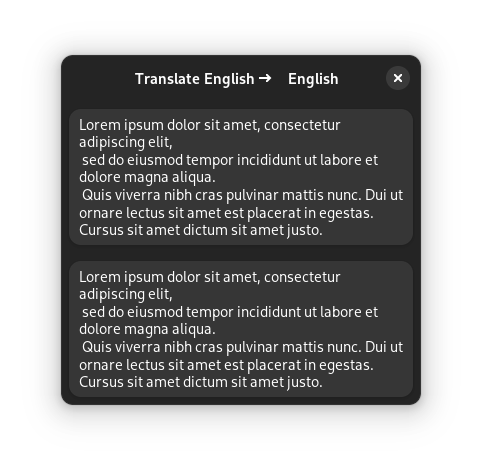 Translate English → English
Lorem ipsum dolor sit amet, consectetur
adipiscing elit,
sed do eiusmod tempor incididunt ut labore et
dolore magna aliqua.
Quis viverra nibh cras pulvinar mattis nunc. Dui ut
ornare lectus sit amet est placerat in egestas.
Cursus sit amet dictum sit amet justo.
Lorem ipsum dolor sit amet, consectetur
adipiscing elit,
sed do eiusmod tempor incididunt ut labore et
dolore magna aliqua.
Quis viverra nibh cras pulvinar mattis nunc. Dui ut
ornare lectus sit amet est placerat in egestas.
Cursus sit amet dictum sit amet justo.